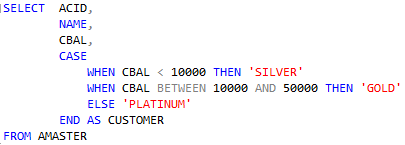 SELECT  ACID,
        NAME,
        CBAL,
        CASE
            WHEN CBAL < 10000 THEN 'SILVER'
            WHEN CBAL BETWEEN 10000 AND 50000 THEN 'GOLD'
            ELSE 'PLATINUM'
        END AS CUSTOMER
FROM AMASTER